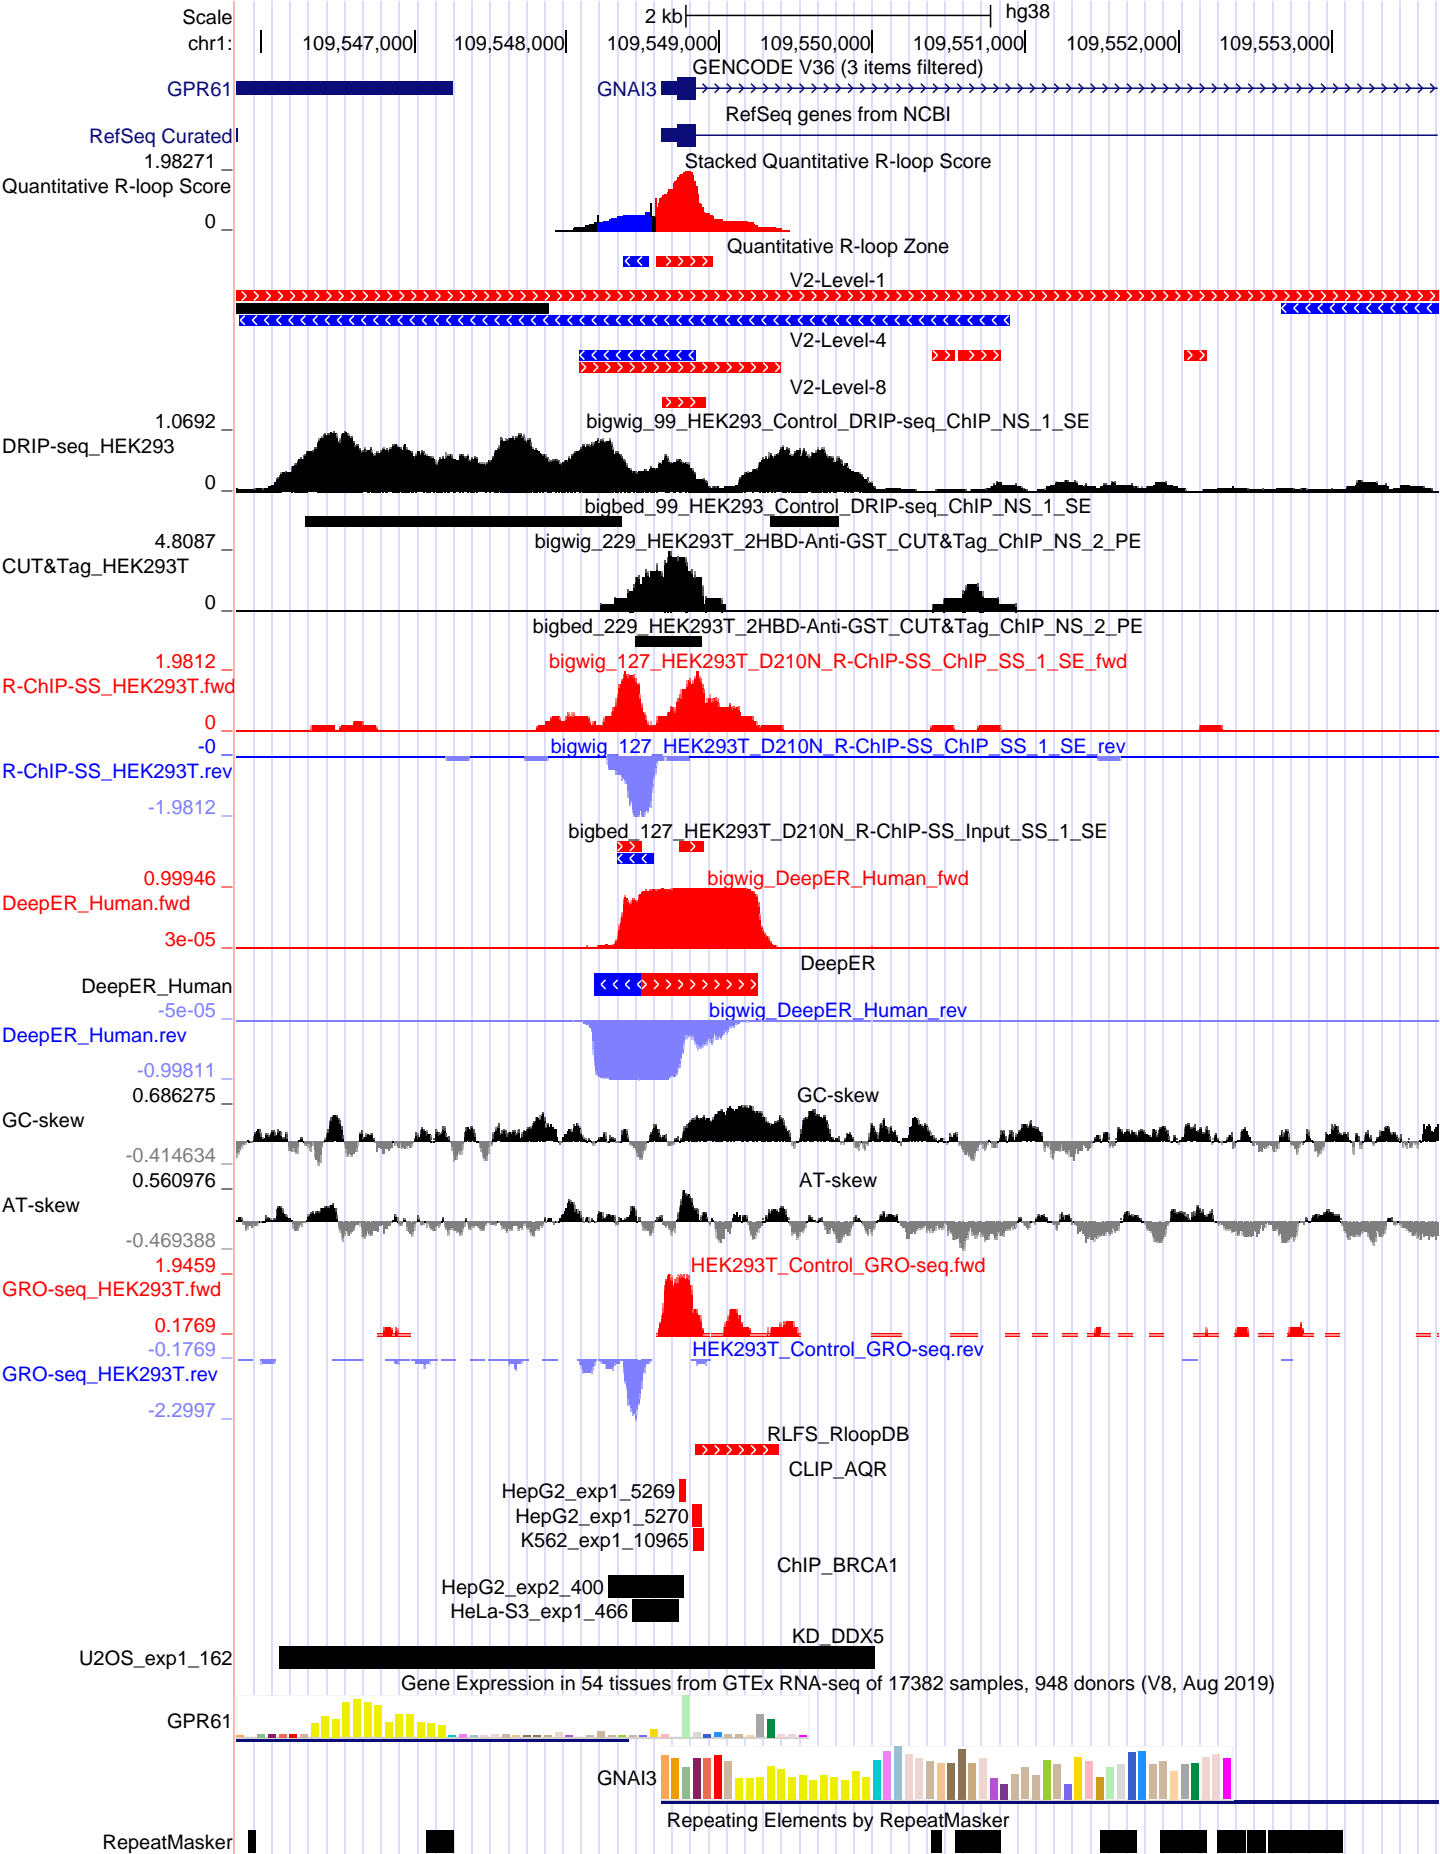 Scale 2 kb hg38
chr1: 109,547,000 109,548,000 109,549,000 109,550,000 109,551,000 109,552,000 109,553,000
GENCODE V36 (3 items filtered)
GPR61 GNAI3
RefSeq genes from NCBI
RefSeq Curated
1.98271 Stacked Quantitative R-loop Score
Quantitative R-loop Score
0
Quantitative R-loop Zone
V2-Level-1
V2-Level-4
V2-Level-8
1.0692 bigwig_99_HEK293_Control_DRIP-seq_ChIP_NS_1_SE
DRIP-seq_HEK293
0
bigbed_99_HEK293_Control_DRIP-seq_ChIP_NS_1_SE
4.8087 bigwig_229_HEK293T_2HBD-Anti-GST_CUT&Tag_ChIP_NS_2_PE
CUT&Tag_HEK293T
0
bigbed_229_HEK293T_2HBD-Anti-GST_CUT&Tag_ChIP_NS_2_PE
1.9812 bigwig_127_HEK293T_D210N_R-ChIP-SS_ChIP_SS_1_SE_fwd
R-ChIP-SS_HEK293T.fwd
0
-0 bigwig_127_HEK293T_D210N_R-ChIP-SS_ChIP_SS_1_SE_rev
R-ChIP-SS_HEK293T.rev
-1.9812
bigbed_127_HEK293T_D210N_R-ChIP-SS_Input_SS_1_SE
0.99946 bigwig_DeepER_Human_fwd
DeepER_Human.fwd
3e-05
DeepER
DeepER_Human
-5e-05 bigwig_DeepER_Human_rev
DeepER_Human.rev
-0.99811
0.686275 GC-skew
GC-skew
-0.414634
0.560976 AT-skew
AT-skew
-0.469388
1.9459 HEK293T_Control_GRO-seq.fwd
GRO-seq_HEK293T.fwd
0.1769
-0.1769 HEK293T_Control_GRO-seq.rev
GRO-seq_HEK293T.rev
-2.2997
RLFS_RloopDB
CLIP_AQR
HepG2_exp1_5269
HepG2_exp1_5270
K562_exp1_10965
ChIP_BRCA1
HepG2_exp2_400
HeLa-S3_exp1_466
KD_DDX5
U2OS_exp1_162
Gene Expression in 54 tissues from GTEx RNA-seq of 17382 samples, 948 donors (V8, Aug 2019)
GPR61
GNAI3
Repeating Elements by RepeatMasker
RepeatMasker